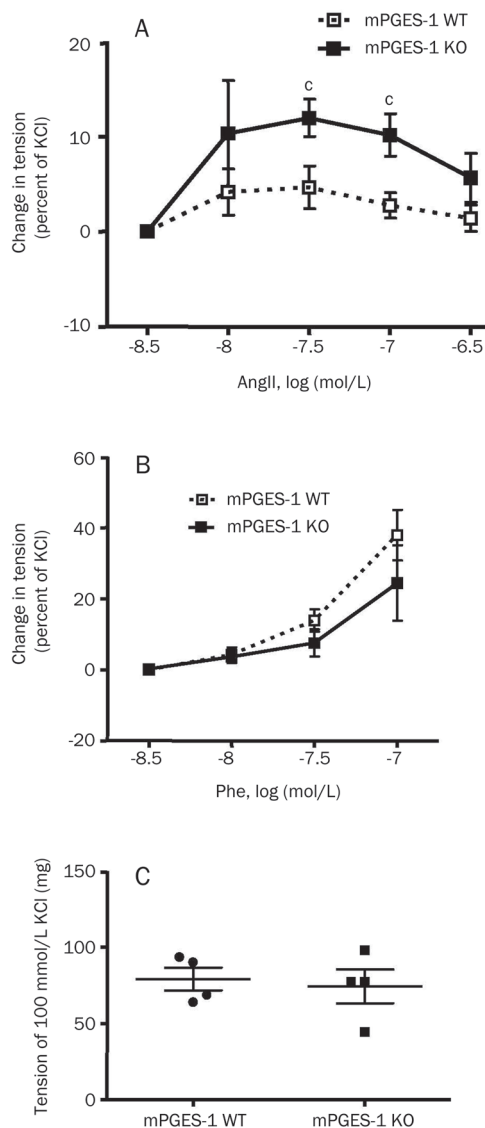 A
mPGES-1 WT
mPGES-1 KO
Change in tension
(percent of KCl)
20
10
0
-10
c
c
-8.5
-8
-7.5
-7
-6.5
AngII, log (mol/L)
B
mPGES-1 WT
mPGES-1 KO
Change in tension
(percent of KCl)
60
40
20
0
-20
-8.5
-8
-7.5
-7
Phe, log (mol/L)
C
Tension of 100 mmol/L KCl (mg)
150
100
50
0
mPGES-1 WT
mPGES-1 KO